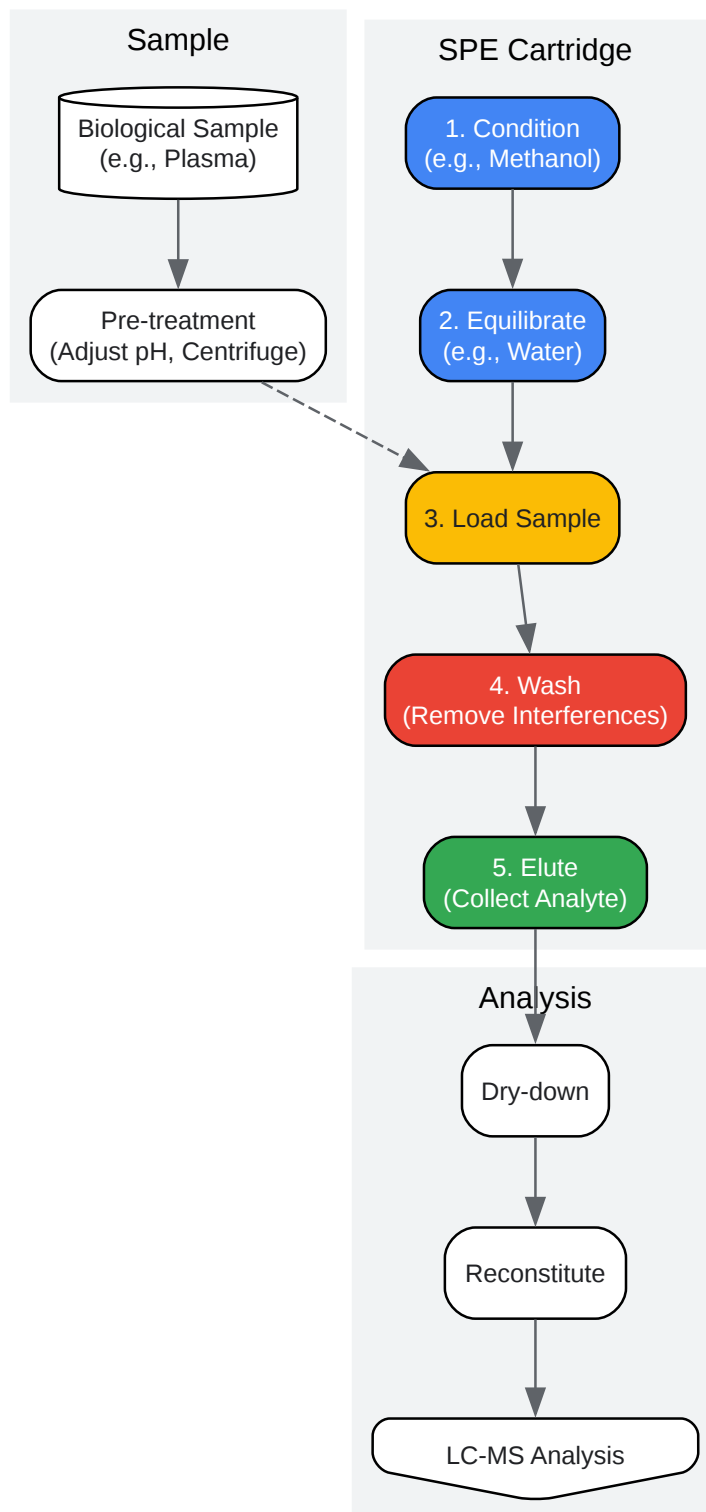 Sample
Biological Sample
(e.g., Plasma)
Pre-treatment
(Adjust pH, Centrifuge)
SPE Cartridge
1. Condition
(e.g., Methanol)
2. Equilibrate
(e.g., Water)
3. Load Sample
4. Wash
(Remove Interferences)
5. Elute
(Collect Analyte)
Analysis
Dry-down
Reconstitute
LC-MS Analysis